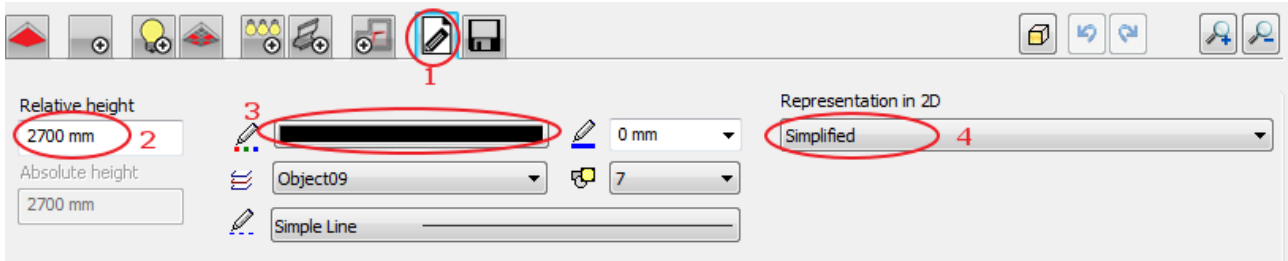 1
Relative height
3
Representation in 2D
2700 mm
2
0 mm
Simplified
4
Absolute height
Object09
7
2700 mm
Simple Line